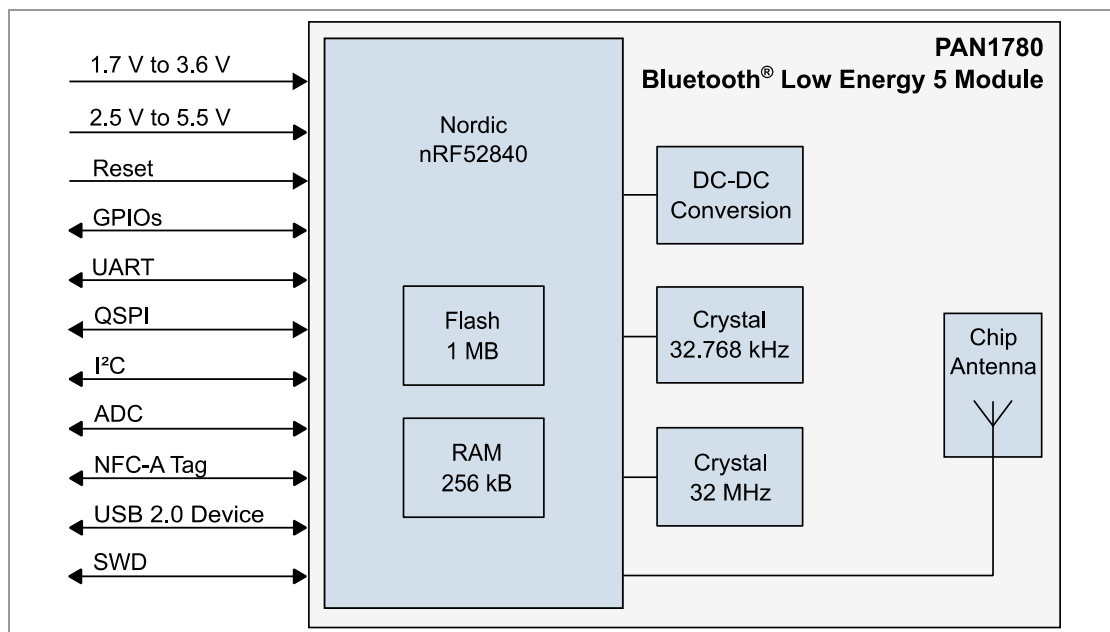 PAN1780
Bluetooth® Low Energy 5 Module
1.7 V to 3.6 V
2.5 V to 5.5 V
Reset
GPIOs
UART
QSPI
I²C
ADC
NFC-A Tag
USB 2.0 Device
SWD
Nordic
nRF52840
Flash
1 MB
RAM
256 kB
DC-DC
Conversion
Crystal
32.768 kHz
Crystal
32 MHz
Chip
Antenna